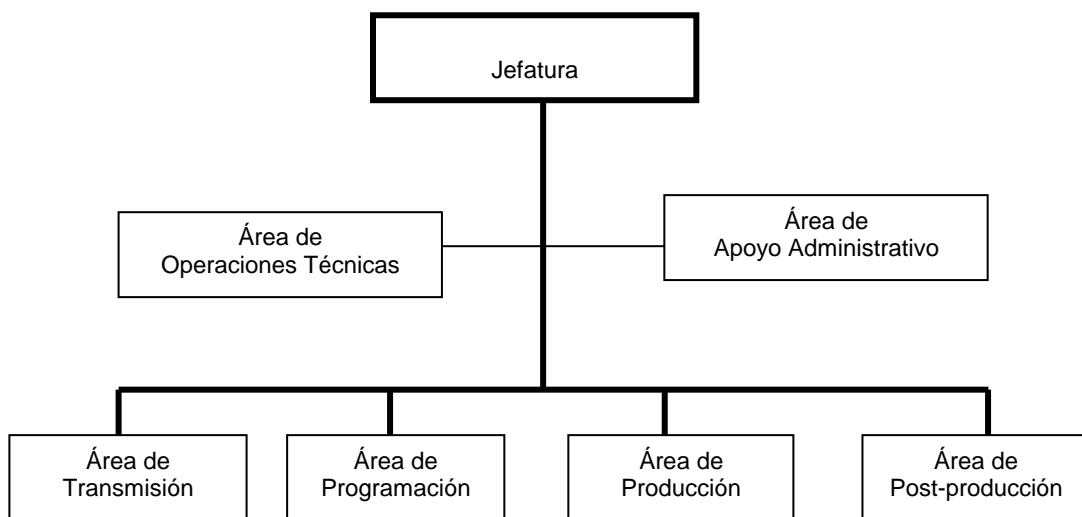 Jefatura
Área de
Operaciones Técnicas
Área de
Apoyo Administrativo
Área de
Transmisión
Área de
Programación
Área de
Producción
Área de
Post-producción